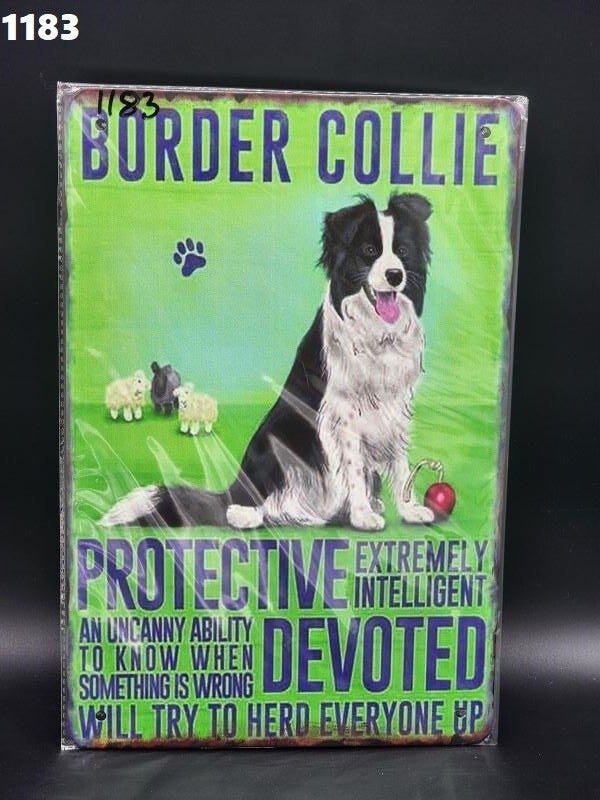 1183
1183
BORDER COLLIE
PROTECTIVE
EXTREMELY
INTELLIGENT
AN UNCANNY ABILITY
TO KNOW WHEN
SOMETHING IS WRONG
DEVOTED
WILL TRY TO HERD EVERYONE UP